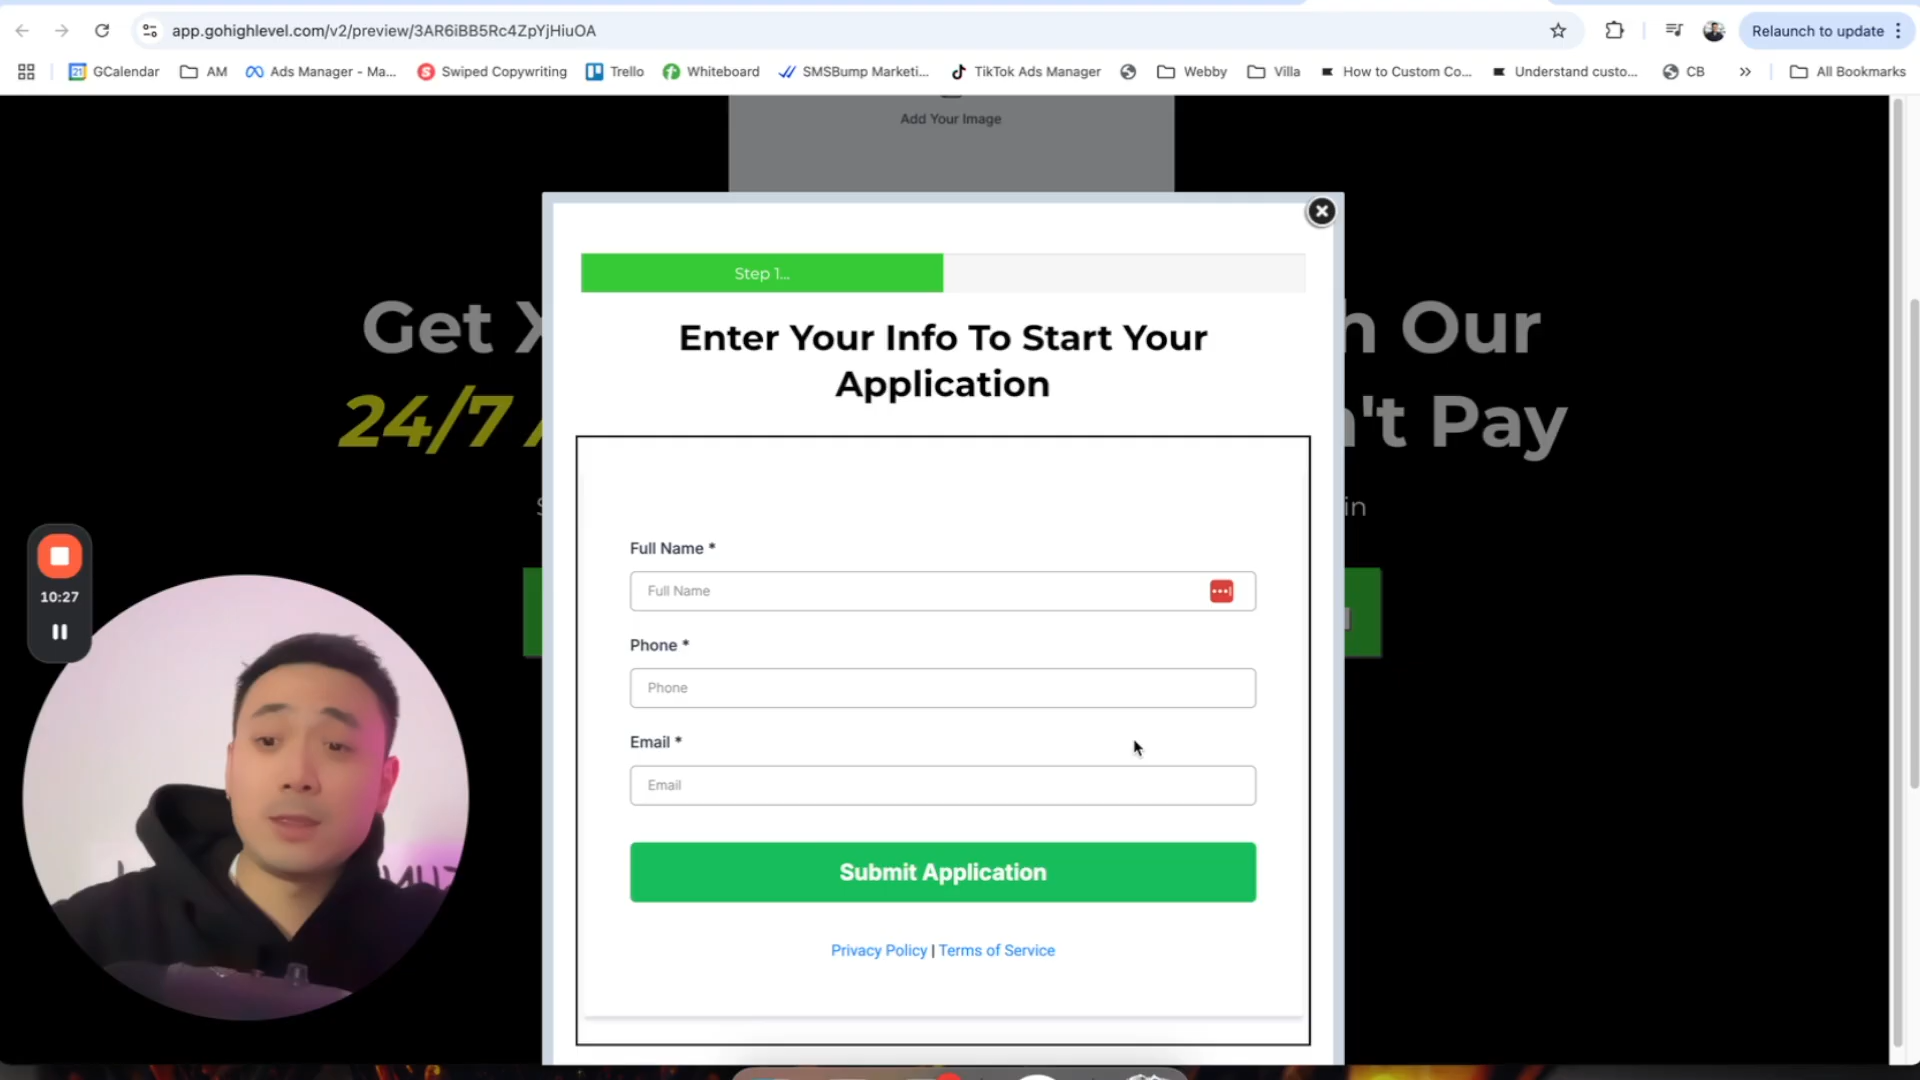 app.gohighlevel.com/v2/preview/3AR6iBB5Rc4ZpYjHiuOA
Relaunch to update
GCalendar
AM
Ads Manager - Ma...
Swiped Copywriting
Trello
Whiteboard
SMSBump Marketi...
TikTok Ads Manager
Webby
Villa
How to Custom Co...
Understand custo...
CB
All Bookmarks
Add Your Image
Step 1...
Enter Your Info To Start Your
Application
Get
Our
24/7
't Pay
in
Full Name *
Full Name
Phone *
Phone
Email *
Email
Submit Application
Privacy Policy | Terms of Service
10:27